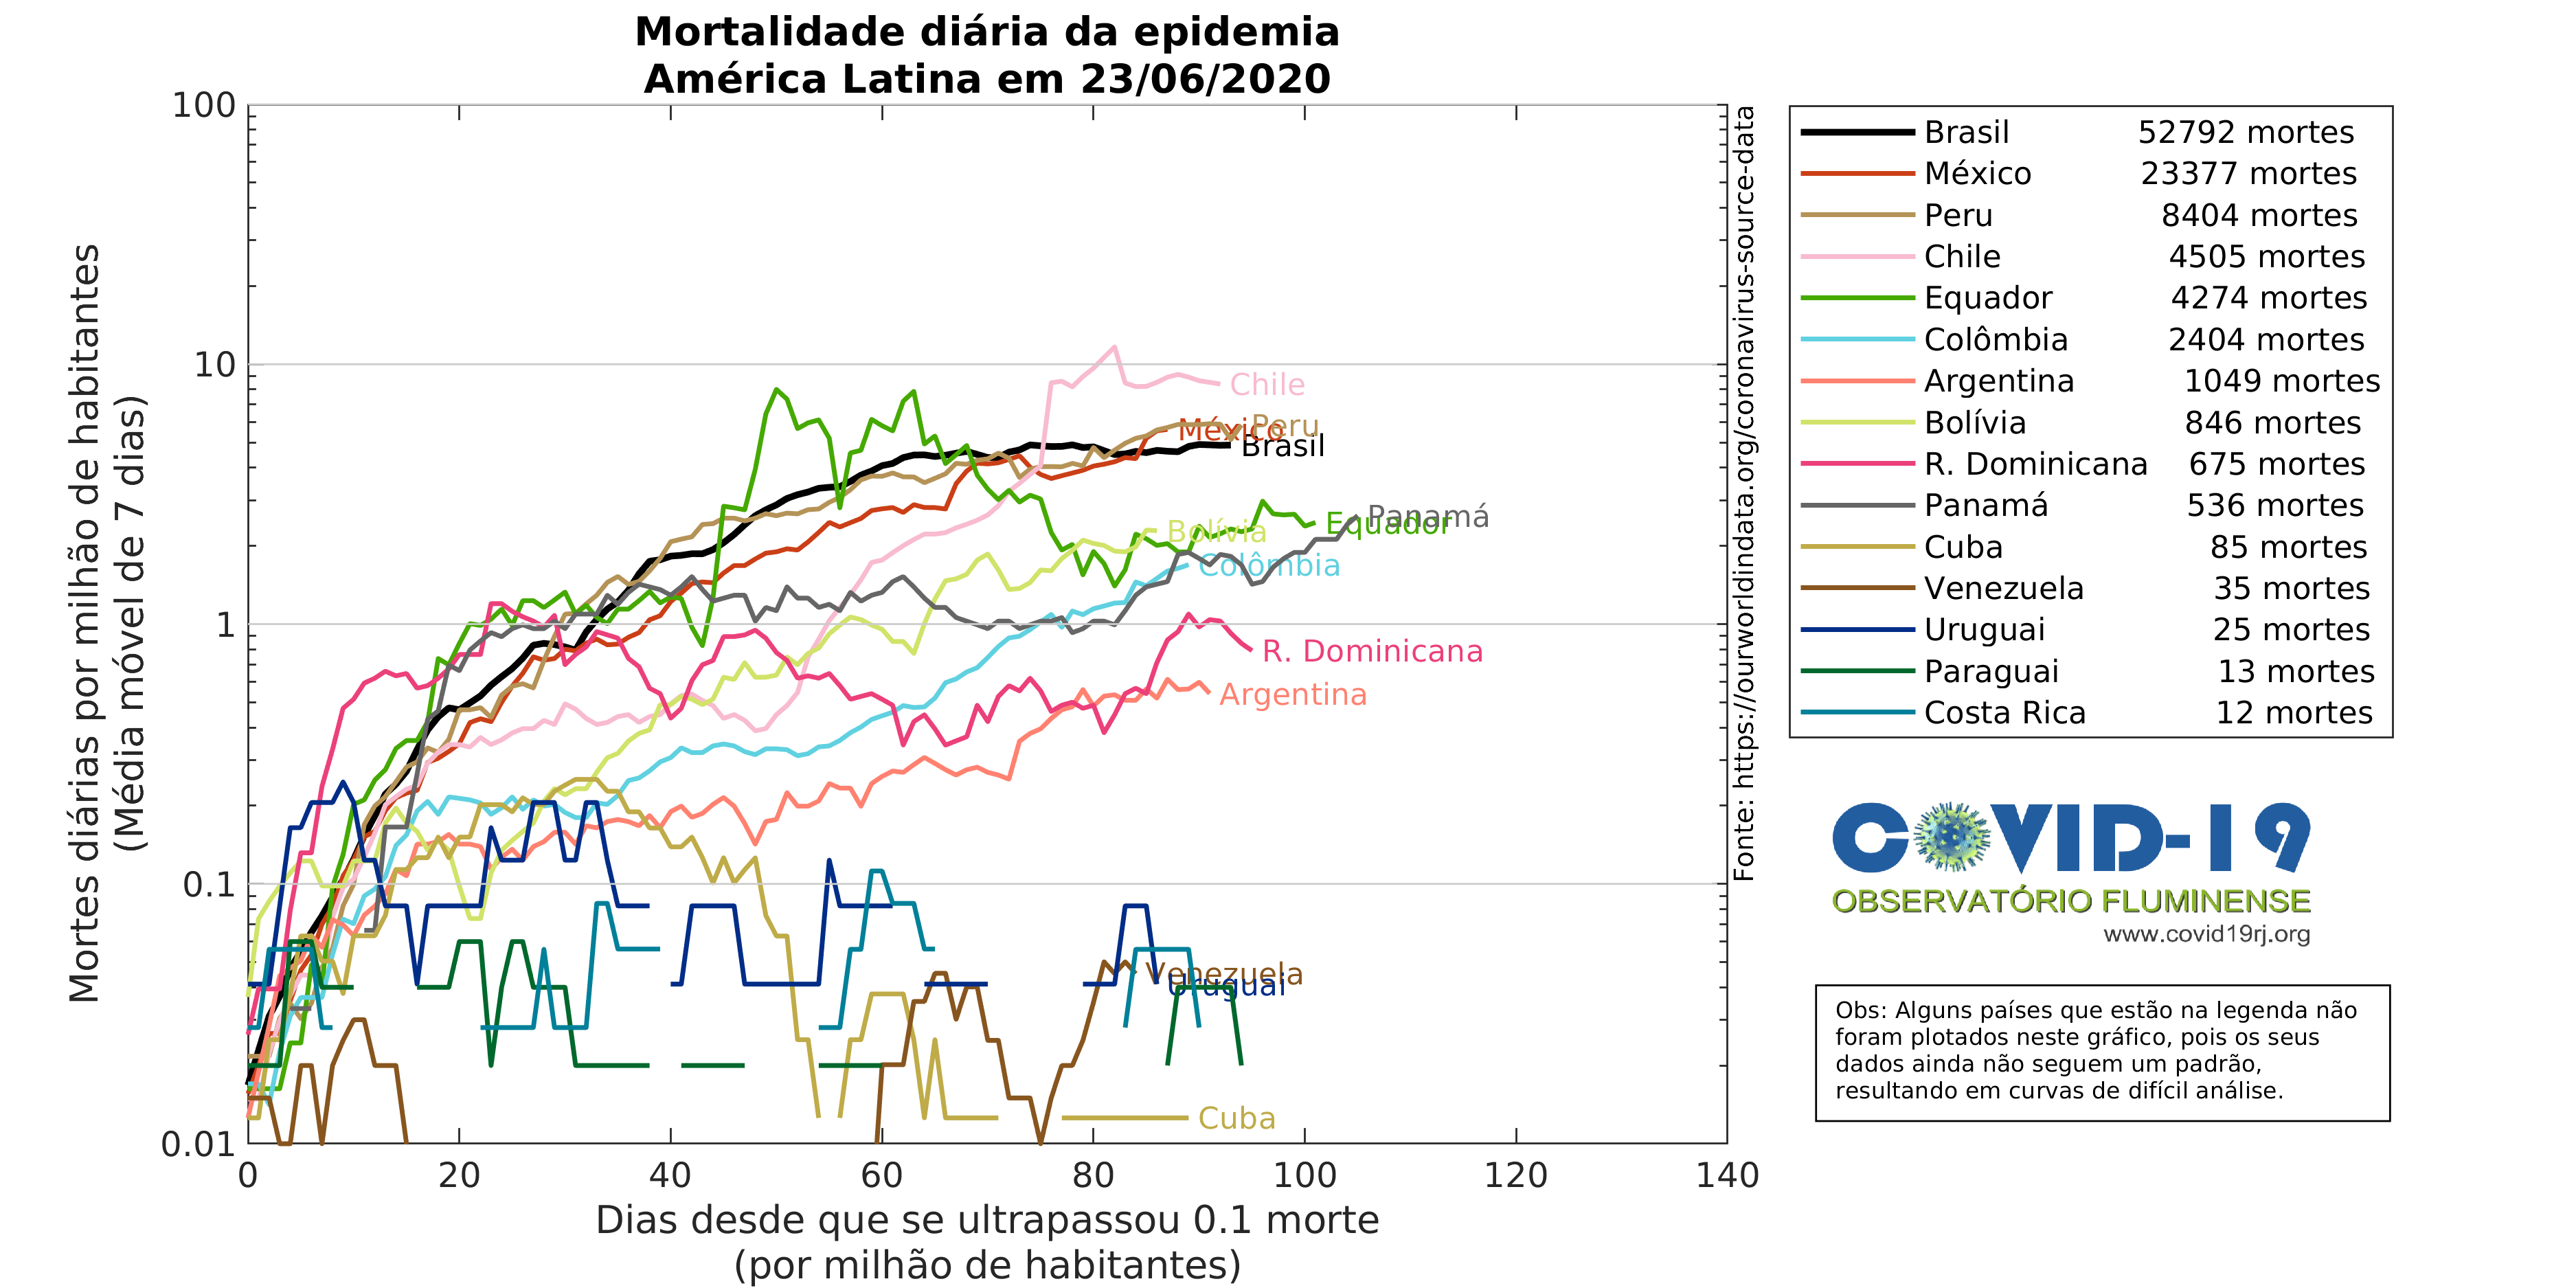 Mortalidade diária da epidemia
América Latina em 23/06/2020
Mortes diárias por milhão de habitantes
(Média móvel de 7 dias)
100
10
1
0.1
0.01
0 20 40 60 80 100 120 140
Dias desde que se ultrapassou 0.1 morte
(por milhão de habitantes)
Chile
Peru
México
Brasil
Panamá
Equador
Bolívia
Colômbia
R. Dominicana
Argentina
Venezuela
Uruguai
Cuba
Fonte: https://ourworldindata.org/coronavirus-source-data
Brasil 52792 mortes
México 23377 mortes
Peru 8404 mortes
Chile 4505 mortes
Equador 4274 mortes
Colômbia 2404 mortes
Argentina 1049 mortes
Bolívia 846 mortes
R. Dominicana 675 mortes
Panamá 536 mortes
Cuba 85 mortes
Venezuela 35 mortes
Uruguai 25 mortes
Paraguai 13 mortes
Costa Rica 12 mortes
COVID-19
OBSERVATÓRIO FLUMINENSE
www.covid19rj.org
Obs: Alguns países que estão na legenda não
foram plotados neste gráfico, pois os seus
dados ainda não seguem um padrão,
resultando em curvas de difícil análise.